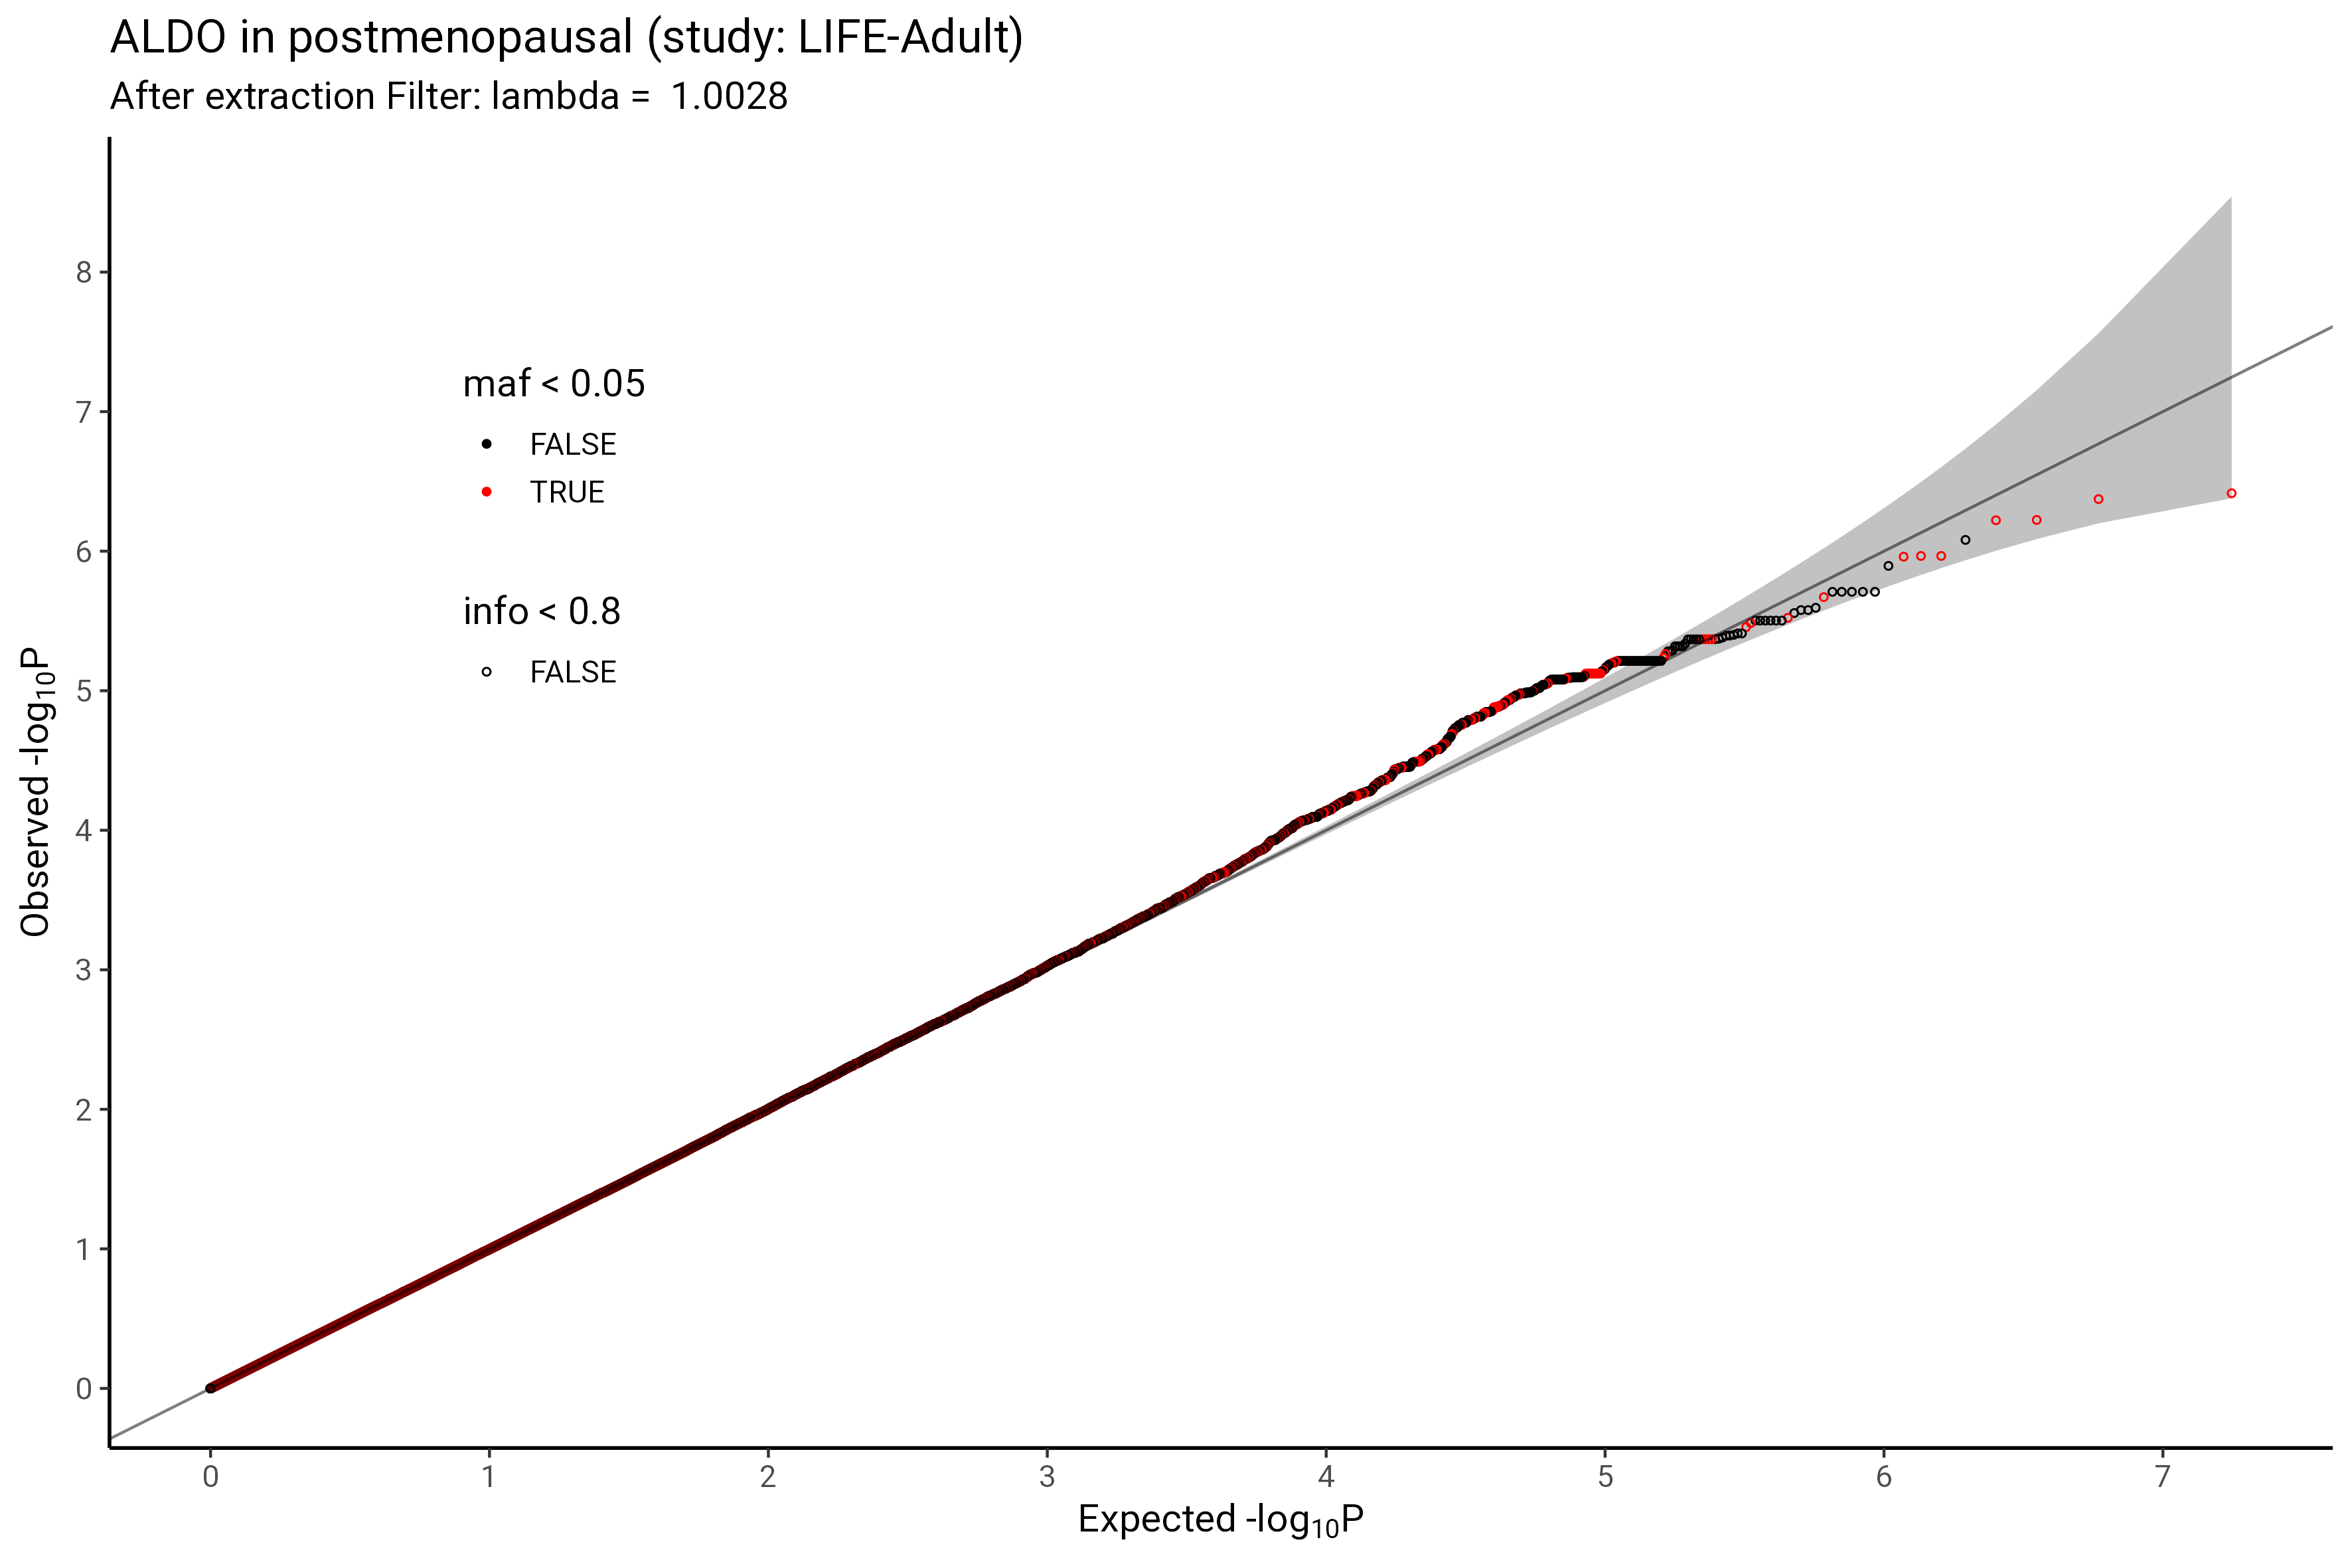 ALDO in postmenopausal (study: LIFE-Adult)
After extraction Filter: lambda =  1.0028
maf < 0.05
FALSE
TRUE
info < 0.8
FALSE
Observed -log10P
8
7
6
5
4
3
2
1
0
0 1 2 3 4 5 6 7
Expected -log10P